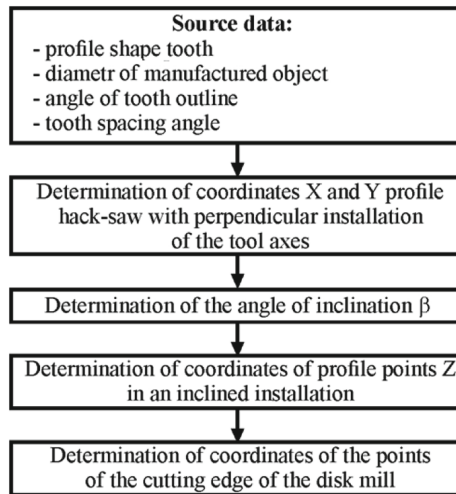 Source data:
- profile shape tooth
- diametr of manufactured object
- angle of tooth outline
- tooth spacing angle
Determination of coordinates X and Y profile
hack-saw with perpendicular installation
of the tool axes
Determination of the angle of inclination β
Determination of coordinates of profile points Z
in an inclined installation
Determination of coordinates of the points
of the cutting edge of the disk mill